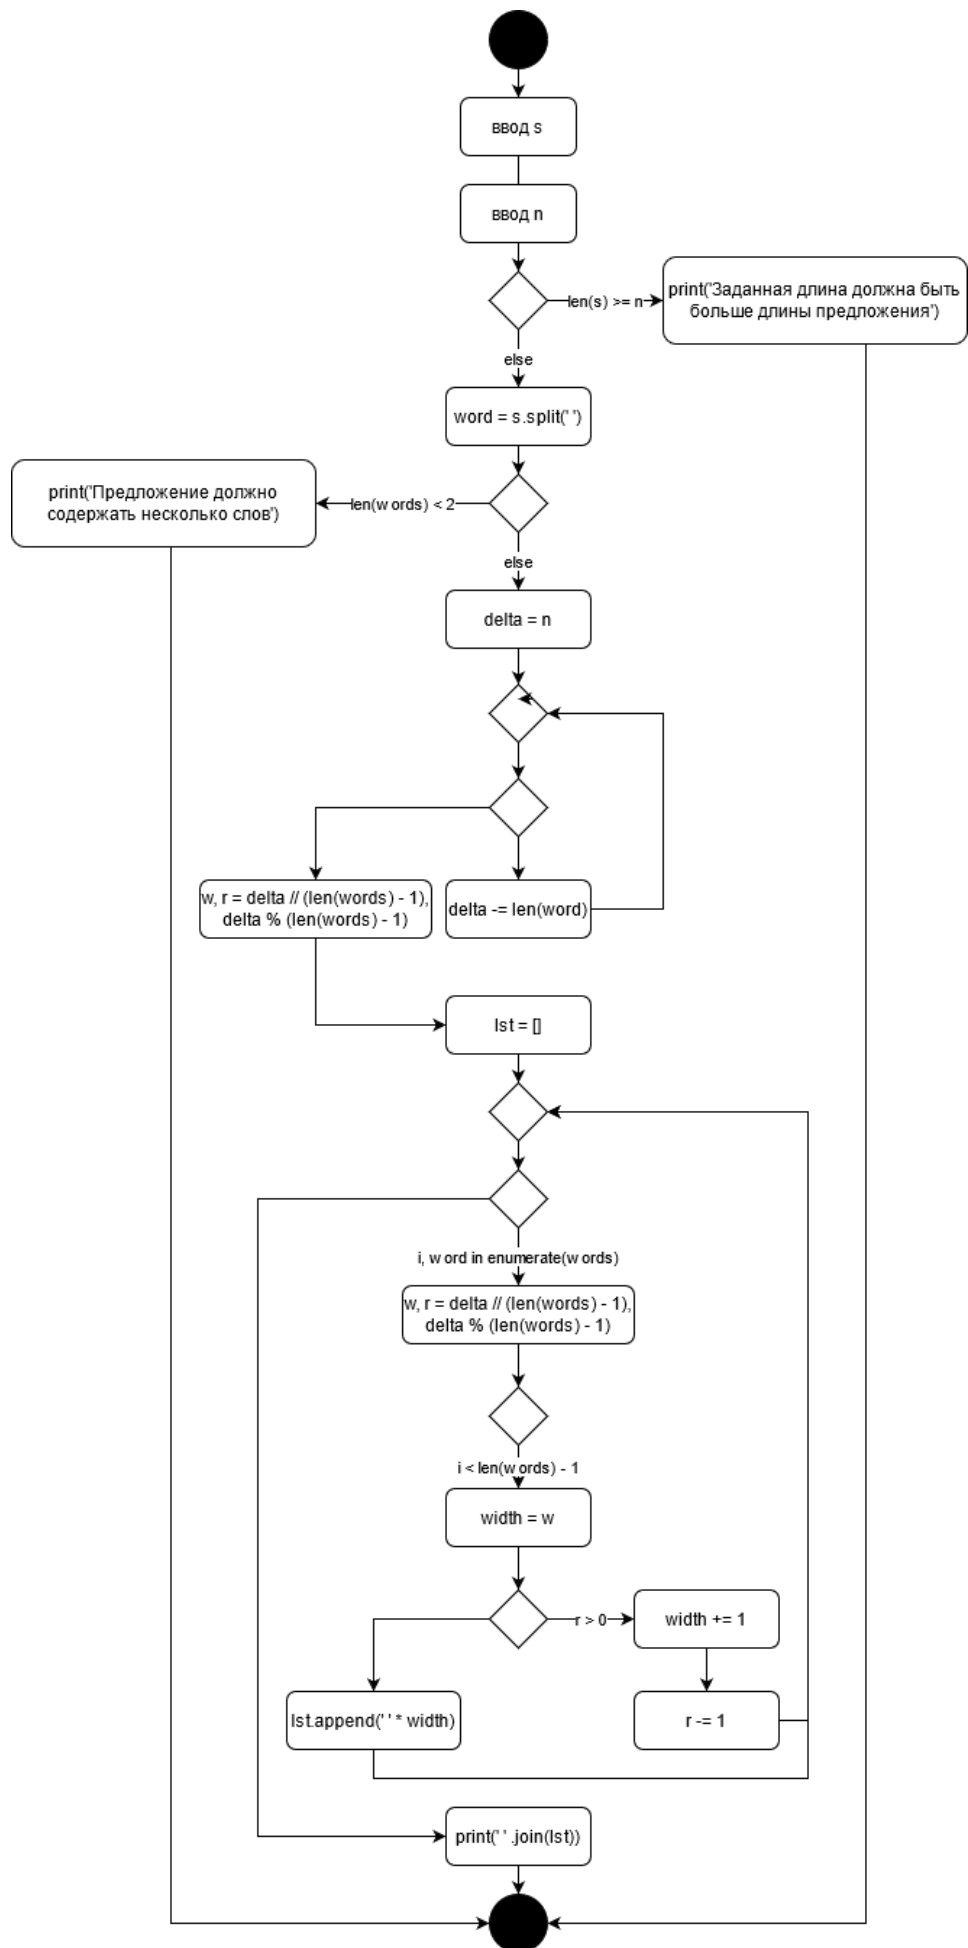 ввод s
ввод n
len(s) >= n
print('Заданная длина должна быть
больше длины предложения')
else
word = s.split(' ')
len(words) < 2
print('Предложение должно
содержать несколько слов')
else
delta = n
w, r = delta // (len(words) - 1),
delta % (len(words) - 1)
delta -= len(word)
lst = []
i, word in enumerate(words)
w, r = delta // (len(words) - 1),
delta % (len(words) - 1)
i < len(words) - 1
width = w
r > 0
width += 1
lst.append(' ' * width)
r -= 1
print(' ' .join(lst))